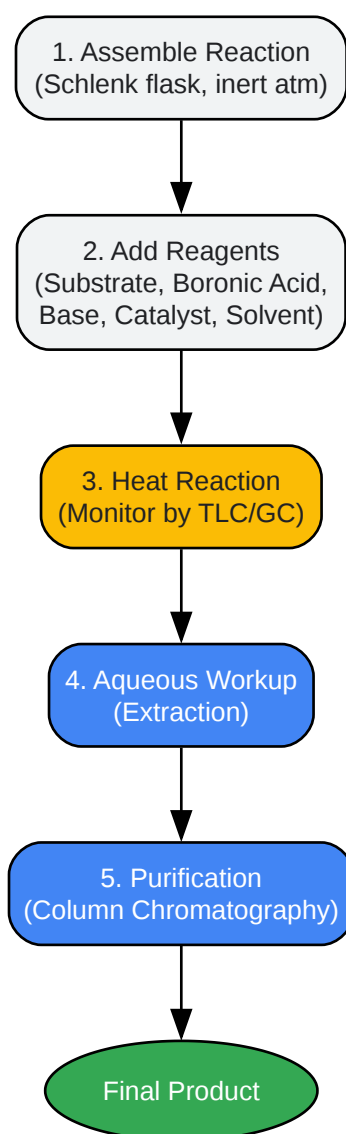 1. Assemble Reaction
(Schlenk flask, inert atm)
2. Add Reagents
(Substrate, Boronic Acid,
Base, Catalyst, Solvent)
3. Heat Reaction
(Monitor by TLC/GC)
4. Aqueous Workup
(Extraction)
5. Purification
(Column Chromatography)
Final Product